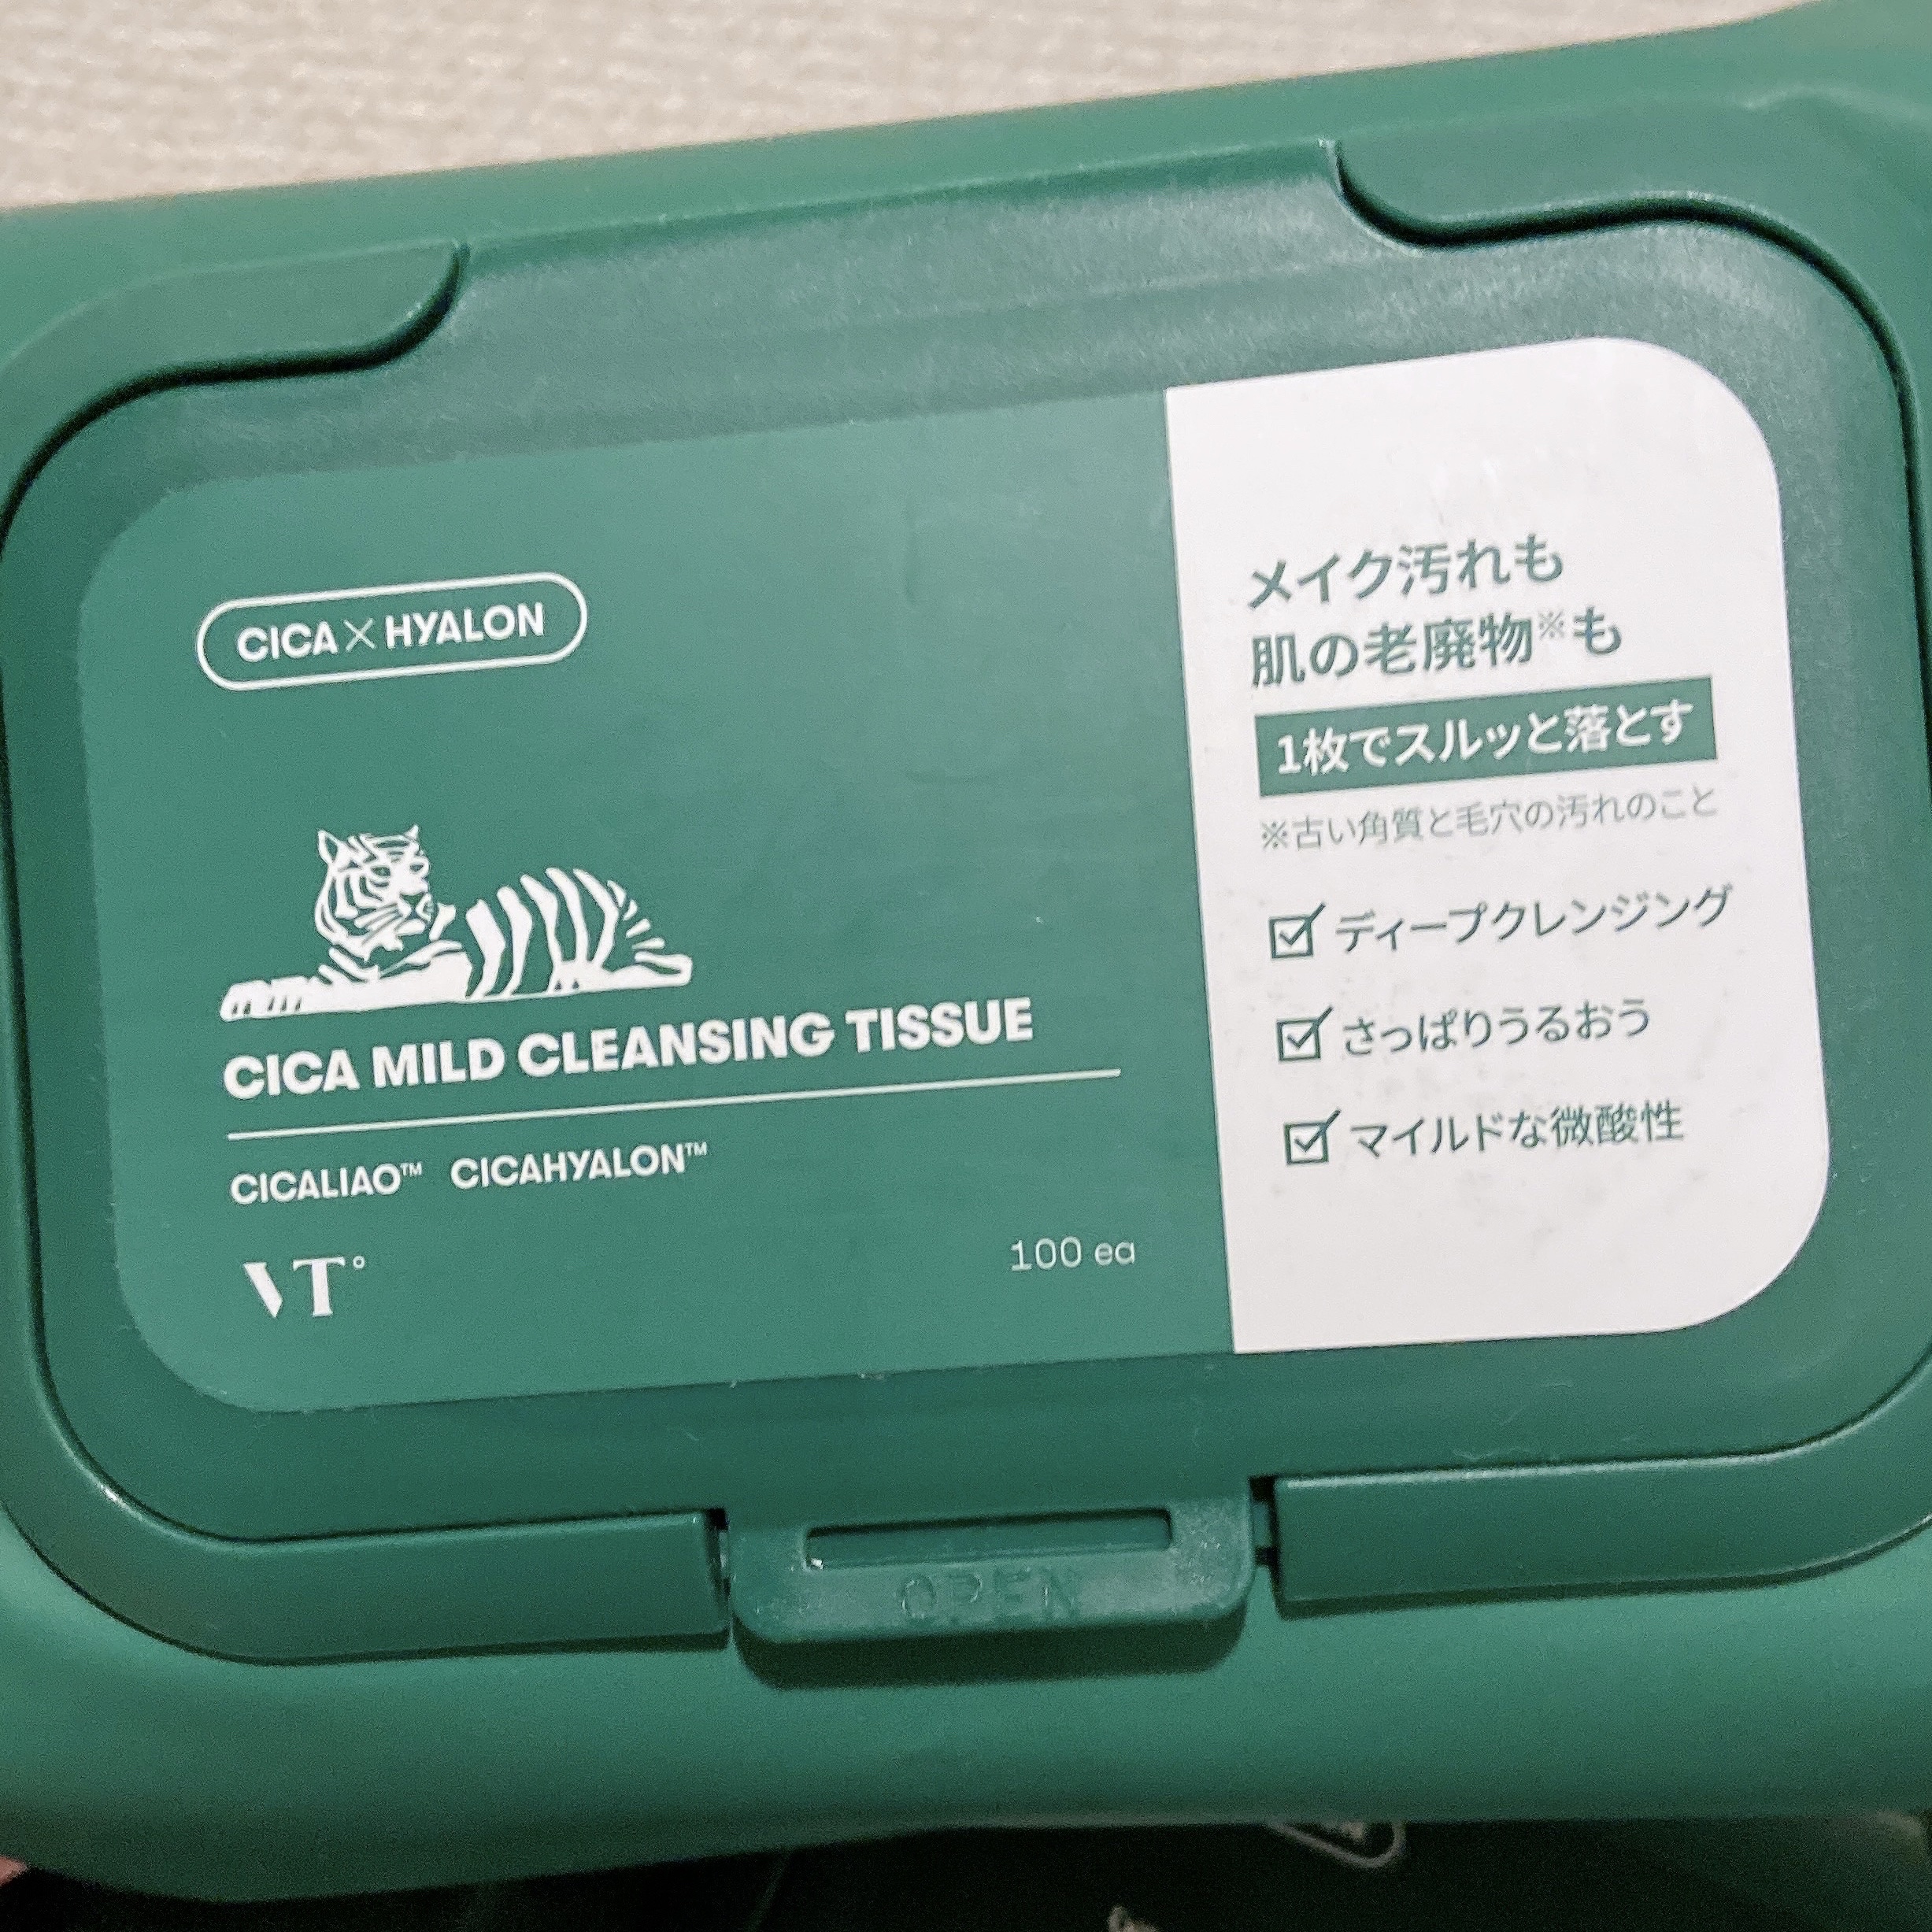 CICA×HYALON
CICA MILD CLEANSING TISSUE
CICALIAO™ CICAHYALON™
VT°
100 ea
メイク汚れも
肌の老廃物※も
1枚でスルッと落とす
※古い角質と毛穴の汚れのこと
ディープクレンジング
さっぱりうるおう
マイルドな微酸性
OPEN